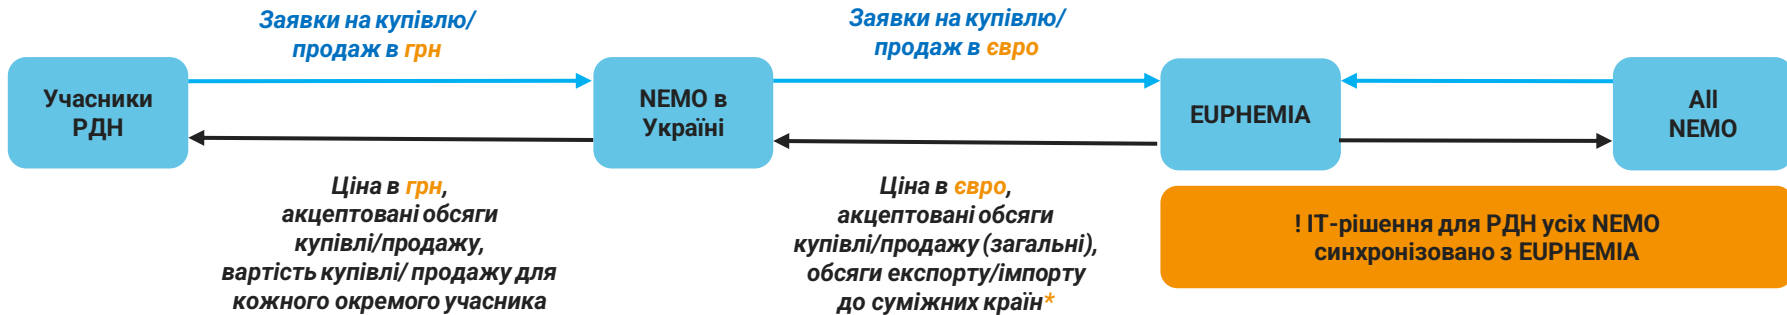 Заявки на купівлю/
продаж в грн
Заявки на купівлю/
продаж в євро
Учасники
РДН
NEMO в
Україні
EUPHEMIA
All
NEMO
Ціна в грн,
акцептовані обсяги
купівлі/продажу,
вартість купівлі/ продажу для
кожного окремого учасника
Ціна в євро,
акцептовані обсяги
купівлі/продажу (загальні),
обсяги експорту/імпорту
до суміжних країн*
! ІТ-рішення для РДН усіх NEMO
синхронізовано з EUPHEMIA